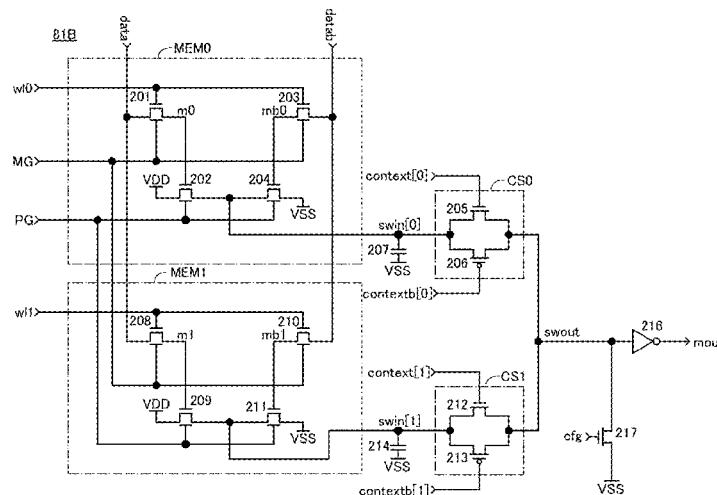 81B
data
datab
MEM0
wl0
201
203
m0
mb0
MG
VDD
202
204
VSS
PG
context[0]
CS0
205
swin[0]
207
VSS
206
contextb[0]
MEM1
wl1
208
210
m1
mb1
VDD
209
211
VSS
context[1]
CS1
212
swin[1]
214
VSS
213
contextb[1]
swout
216
mou
cfg
217
VSS